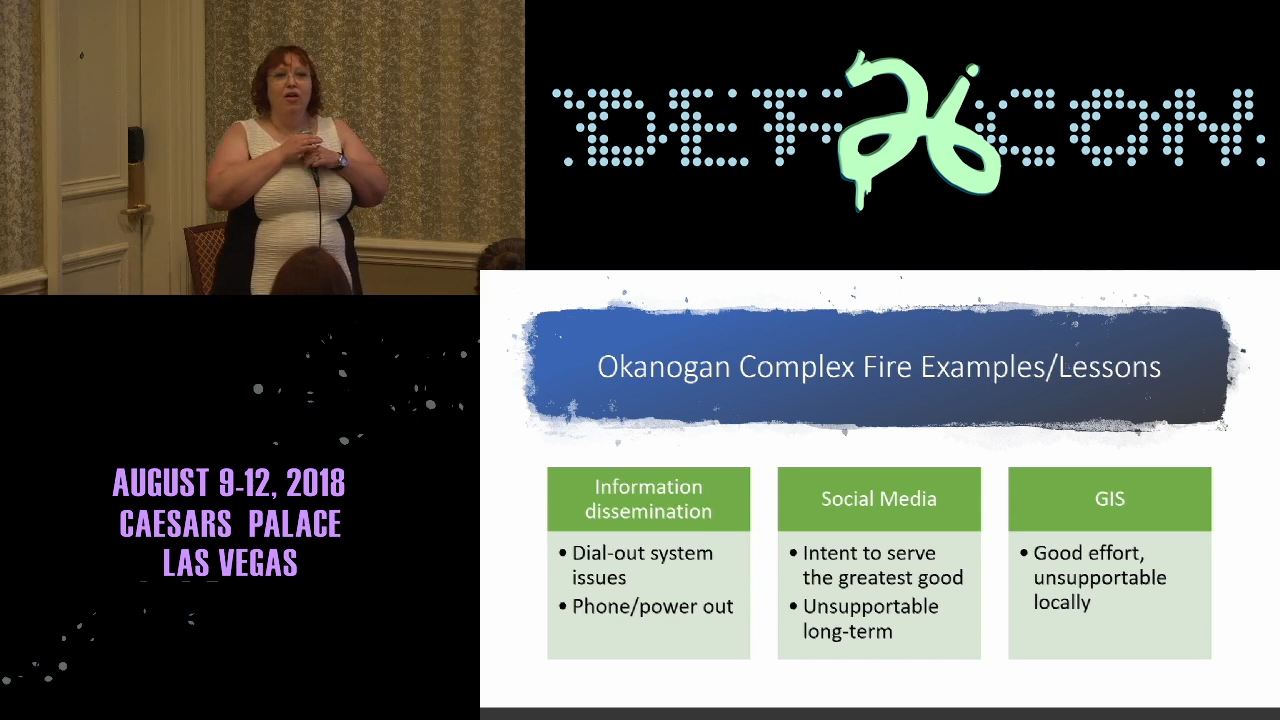 DEF 26 CON
AUGUST 9-12, 2018
CAESARS PALACE
LAS VEGAS
Okanogan Complex Fire Examples/Lessons
Information
dissemination
• Dial-out system
issues
• Phone/power out
Social Media
• Intent to serve
the greatest good
• Unsupportable
long-term
GIS
• Good effort,
unsupportable
locally